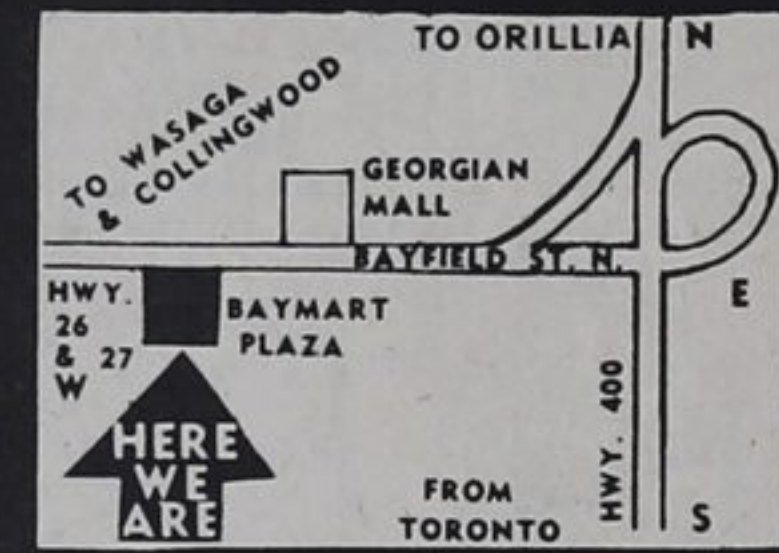 TO ORILLIA
N
TO WASAGA
& COLLINGWOOD
GEORGIAN
MALL
BAYFIELD ST. N.
HWY.
26
& 27
W
BAYMART
PLAZA
E
HERE
WE
ARE
HWY. 400
FROM
TORONTO
S